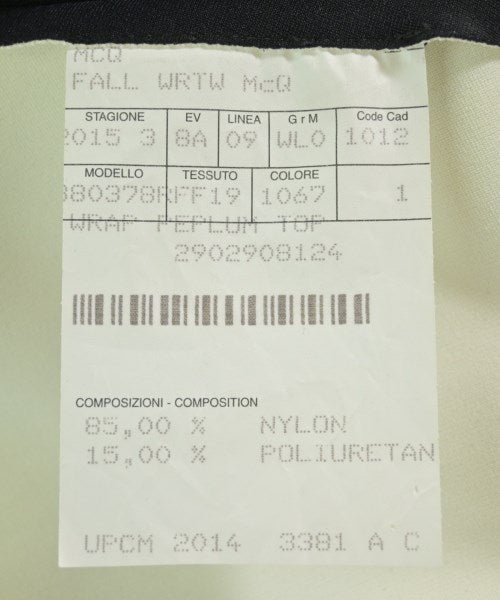 MCQ
FALL WRTW McQ
STAGIONE EV LINEA G r M Code Cad
2015 3 8A 09 WL0 1012
MODELLO TESSUTO COLORE
380378RFF19 1067 1
WRAP PEPLUM TOP
2902908124
COMPOSIZIONI - COMPOSITION
85,00 % NYLON
15,00 % POLIURETAN
UPCM 2014 3381 A C